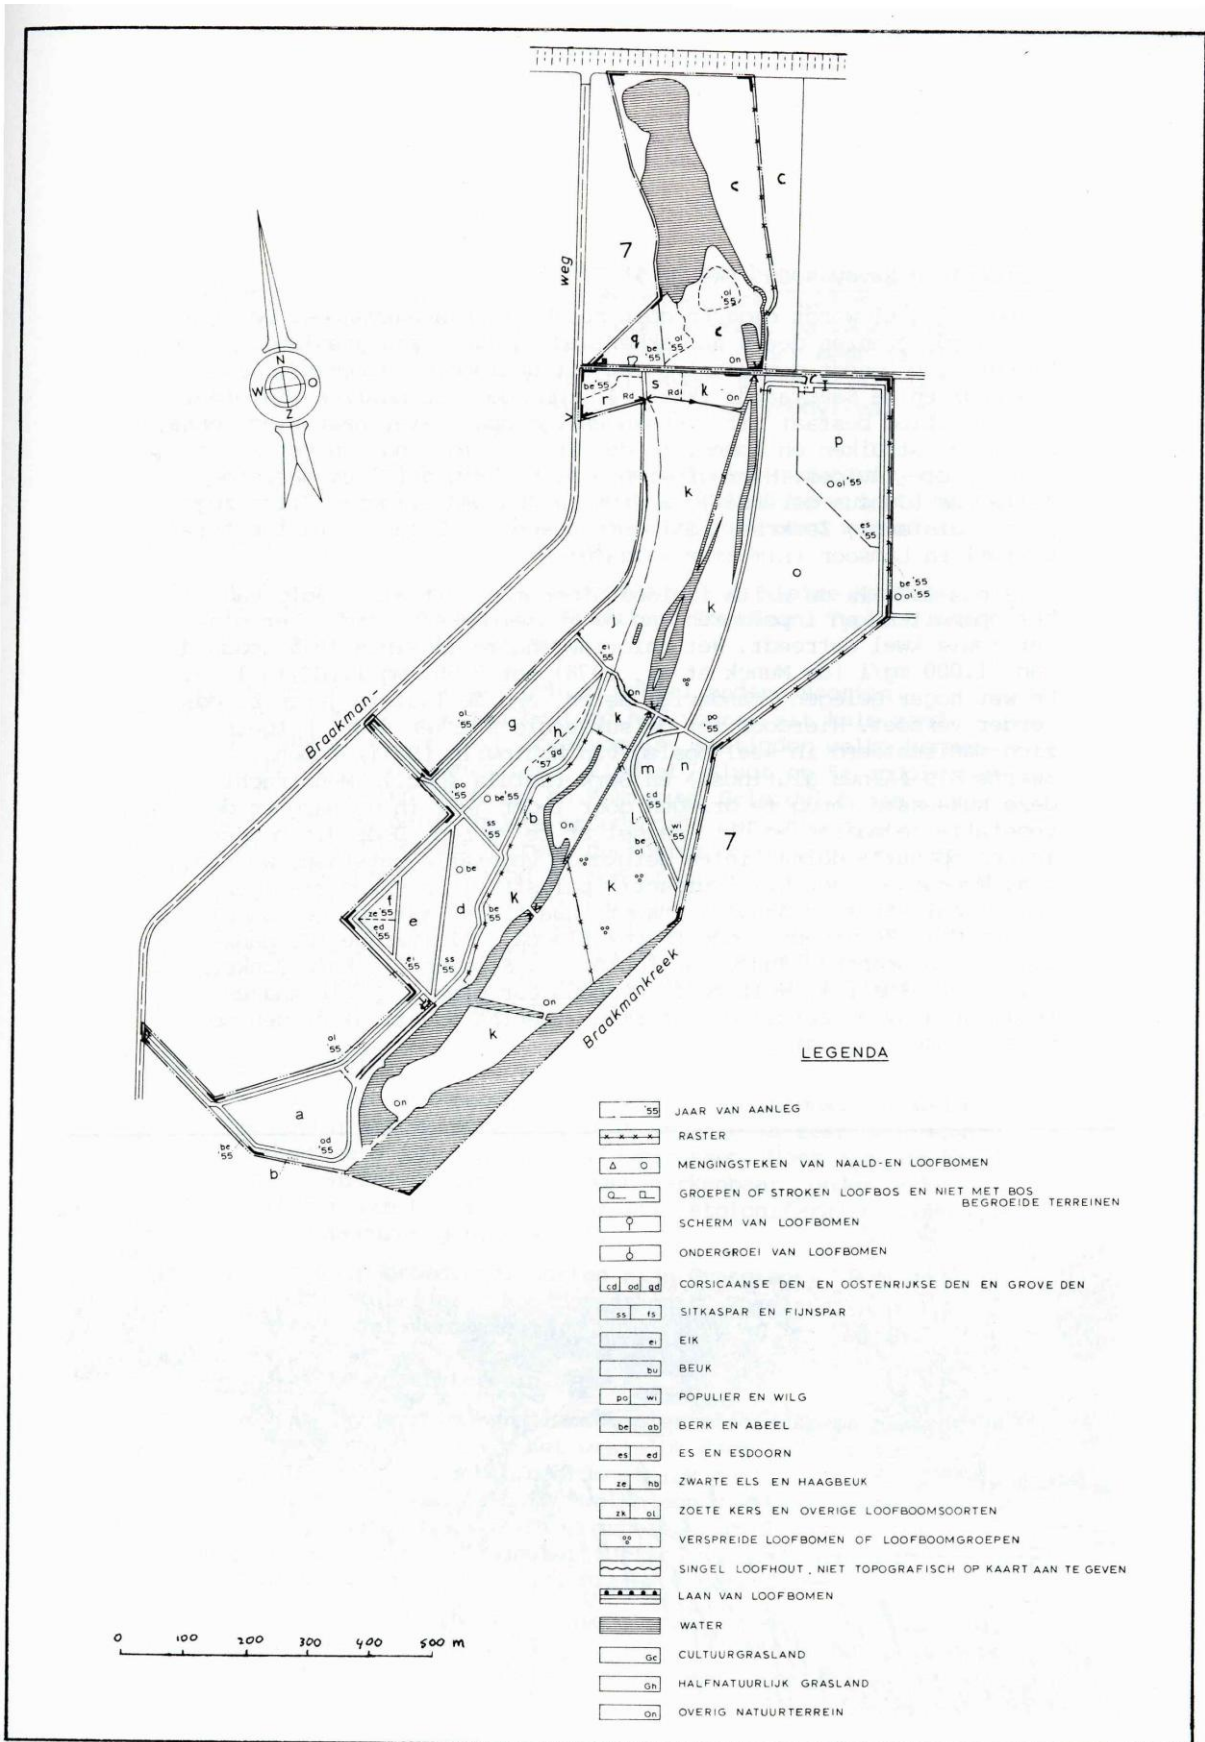 c
c
7
weg
ol
'55
q
be
'55
ol
'55
c
On
be'55
r
Rd
s
Rd
k
On
I
N
W
O
Z
p
ol'55
es
'55
k
k
be'55
ol'55
ei
'55
On
po
'55
ol
'55
g
h
k
gd
'57
Braakman
po
'55
be'55
ss
'55
b
On
m
n
cd
'55
l
wi
'55
be
ol
7
be
d
k
be
'55
k
f
ze'55
ed
'55
e
ei
'55
ss
'55
On
k
Braakmankreek
ol
'55
a
On
od
'55
be
'55
b
LEGENDA
'55 JAAR VAN AANLEG
x x x x RASTER
MENGINGSTEKEN VAN NAALD-EN LOOFBOMEN
GROEPEN OF STROKEN LOOFBOS EN NIET MET BOS
BEGROEIDE TERREINEN
SCHERM VAN LOOFBOMEN
ONDERGROEI VAN LOOFBOMEN
cd od gd CORSICAANSE DEN EN OOSTENRIJKSE DEN EN GROVE DEN
ss fs SITKASPAR EN FIJNSPAR
ei EIK
bu BEUK
po wi POPULIER EN WILG
be ab BERK EN ABEEL
es ed ES EN ESDOORN
ze hb ZWARTE ELS EN HAAGBEUK
zk ol ZOETE KERS EN OVERIGE LOOFBOOMSOORTEN
VERSPREIDE LOOFBOMEN OF LOOFBOOMGROEPEN
SINGEL LOOFHOUT, NIET TOPOGRAFISCH OP KAART AAN TE GEVEN
LAAN VAN LOOFBOMEN
WATER
Gc CULTUURGRASLAND
Gh HALFNATUURLIJK GRASLAND
On OVERIG NATUURTERREIN
0 100 200 300 400 500 m